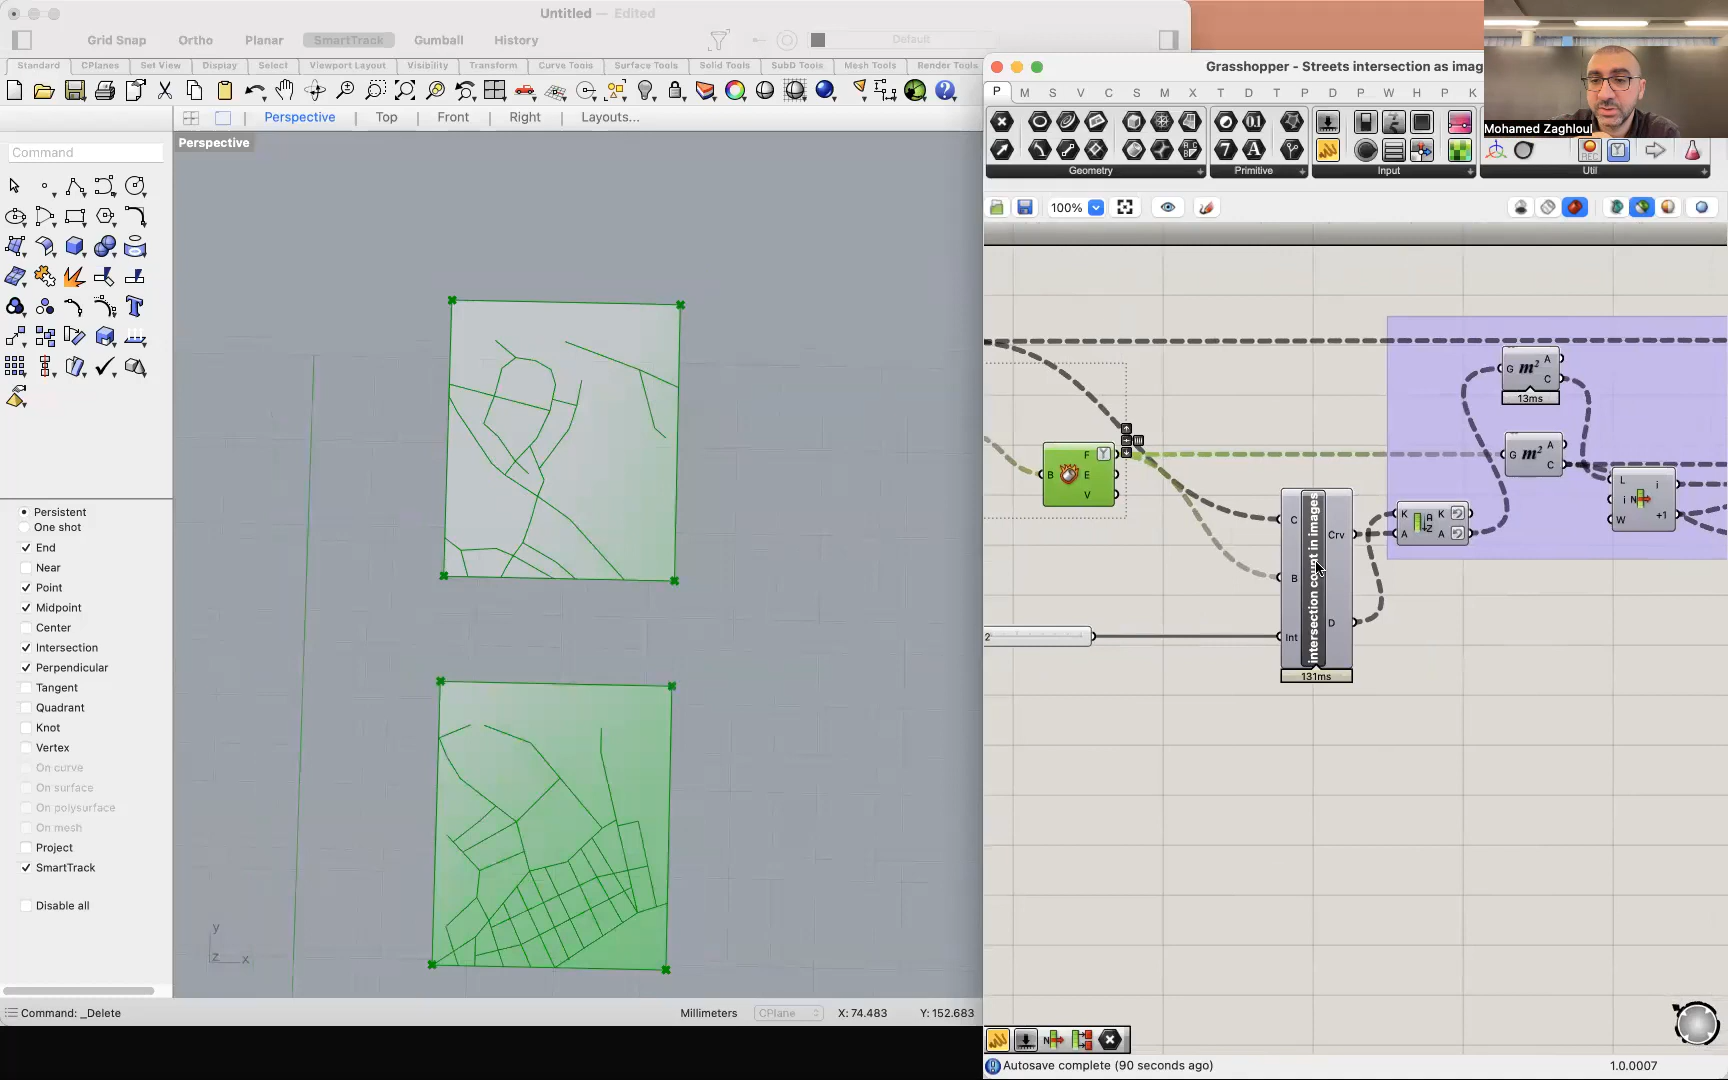 Untitled — Edited
Grid Snap Ortho Planar SmartTrack Gumball History Default
Standard CPlanes Set View Display Select Viewport Layout Visibility Transform Curve Tools Surface Tools Solid Tools SubD Tools Mesh Tools Render Tools
Perspective Top Front Right Layouts...
Perspective
Command
Persistent
One shot
End
Near
Point
Midpoint
Center
Intersection
Perpendicular
Tangent
Quadrant
Knot
Vertex
On curve
On surface
On polysurface
On mesh
Project
SmartTrack
Disable all
y
z x
Command: _Delete
Millimeters CPlane X: 74.483 Y: 152.683
Grasshopper - Streets intersection as imag
Mohamed Zaghloul
P M S V C S M X T D T P D P W H P K
Geometry Primitive Input Util
100%
B F E V
C B Int
intersection count in images
Crv D
131ms
2
K A K A
G A C
13ms
G A C
L i W i +1
Autosave complete (90 seconds ago)
1.0.0007